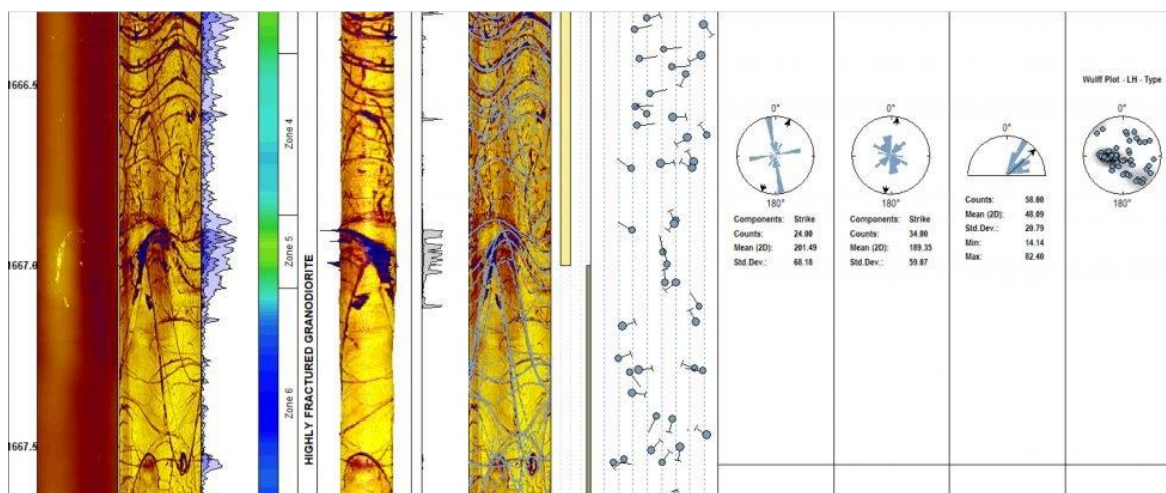 1666.5
1667.0
1667.5
Zone 4
Zone 5
Zone 6
HIGHLY FRACTURED GRANODIORITE
0°
180°
Components: Strike
Counts: 24.00
Mean (2D): 201.49
Std.Dev.: 68.18
0°
180°
Components: Strike
Counts: 34.00
Mean (2D): 189.35
Std.Dev.: 59.07
0°
Counts: 58.00
Mean (2D): 48.09
Std.Dev.: 20.79
Min: 14.14
Max: 82.40
Wulff Plot - LH - Type
0°
180°